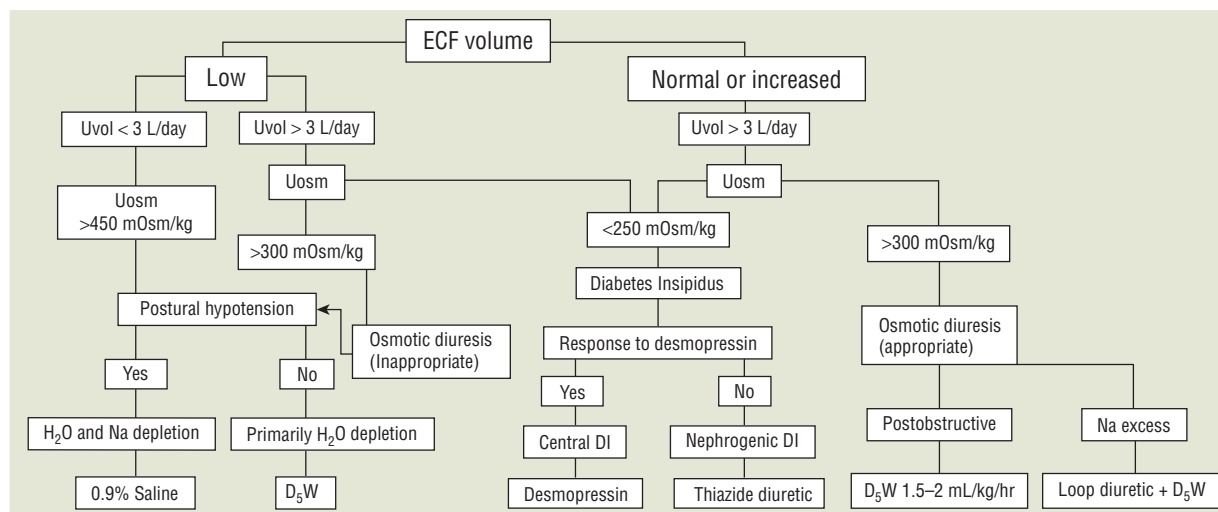 ECF volume
Low
Normal or increased
Uvol < 3 L/day
Uvol > 3 L/day
Uvol > 3 L/day
Uosm
>450 mOsm/kg
Uosm
Uosm
>300 mOsm/kg
<250 mOsm/kg
>300 mOsm/kg
Diabetes Insipidus
Postural hypotension
Osmotic diuresis
(Inappropriate)
Response to desmopressin
Osmotic diuresis
(appropriate)
Yes
No
Yes
No
H₂O and Na depletion
Primarily H₂O depletion
Central DI
Nephrogenic DI
Postobstructive
Na excess
0.9% Saline
D₅W
Desmopressin
Thiazide diuretic
D₅W 1.5–2 mL/kg/hr
Loop diuretic + D₅W